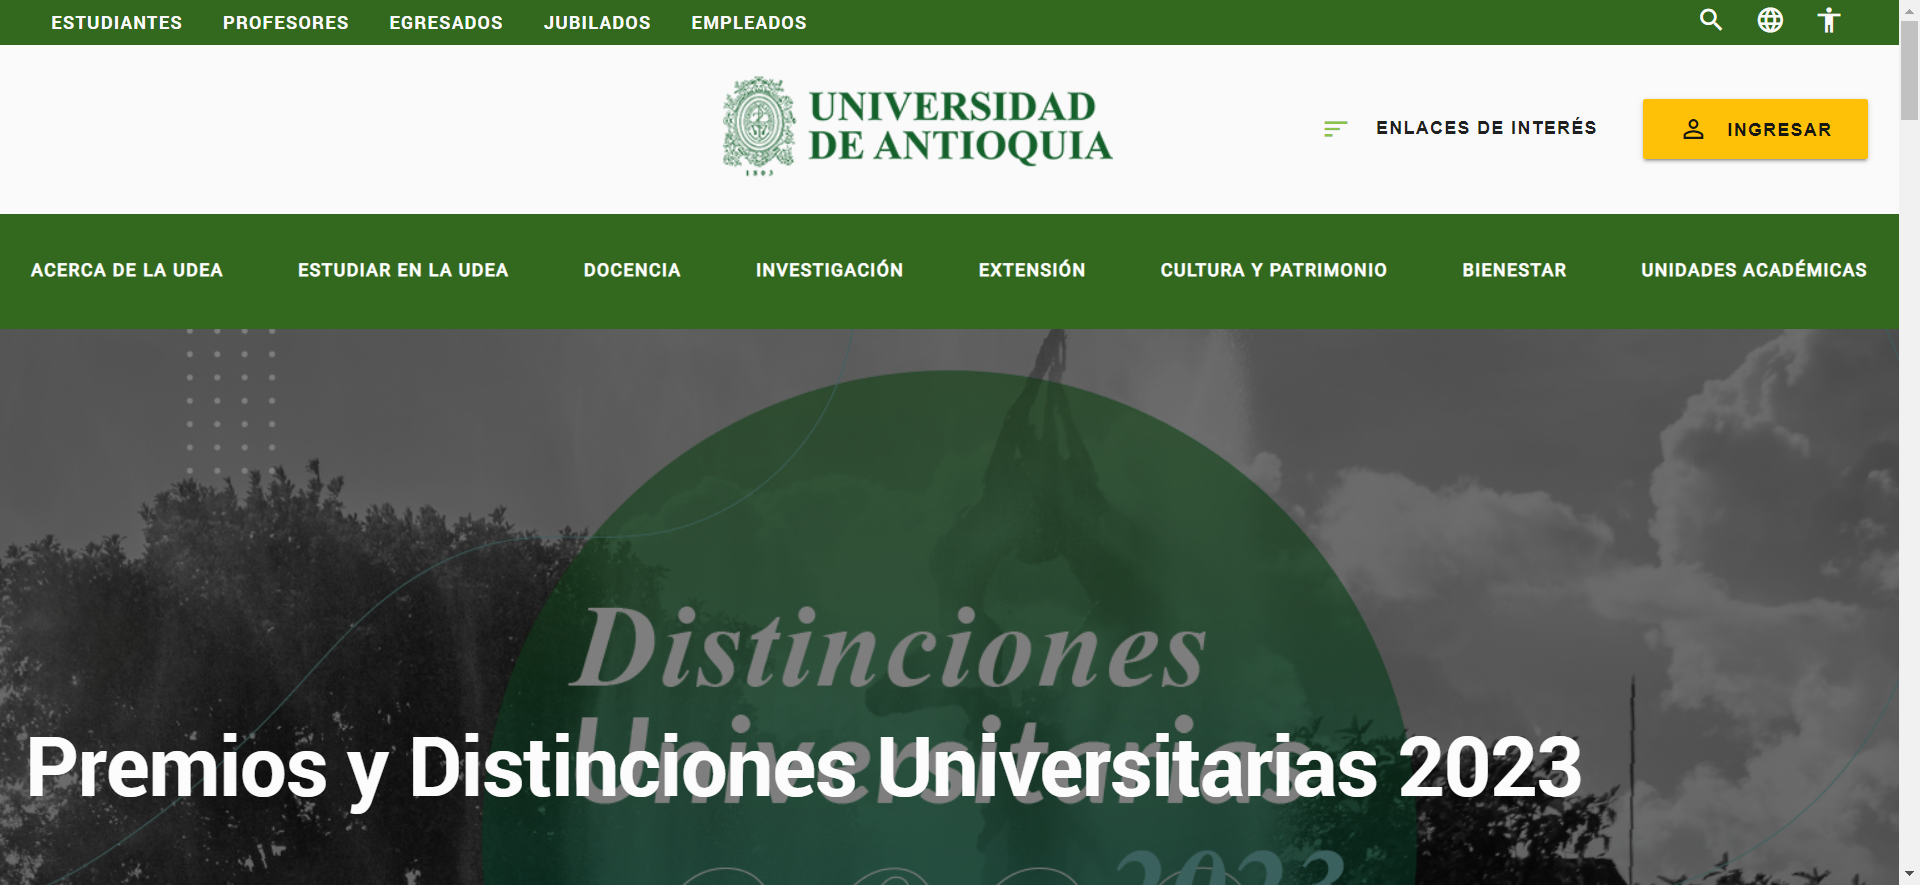 ESTUDIANTES PROFESORES EGRESADOS JUBILADOS EMPLEADOS
UNIVERSIDAD
DE ANTIOQUIA
1803
ENLACES DE INTERÉS
INGRESAR
ACERCA DE LA UDEA ESTUDIAR EN LA UDEA DOCENCIA INVESTIGACIÓN EXTENSIÓN CULTURA Y PATRIMONIO BIENESTAR UNIDADES ACADÉMICAS
Distinciones
Universitarias
Premios y Distinciones Universitarias 2023
2023